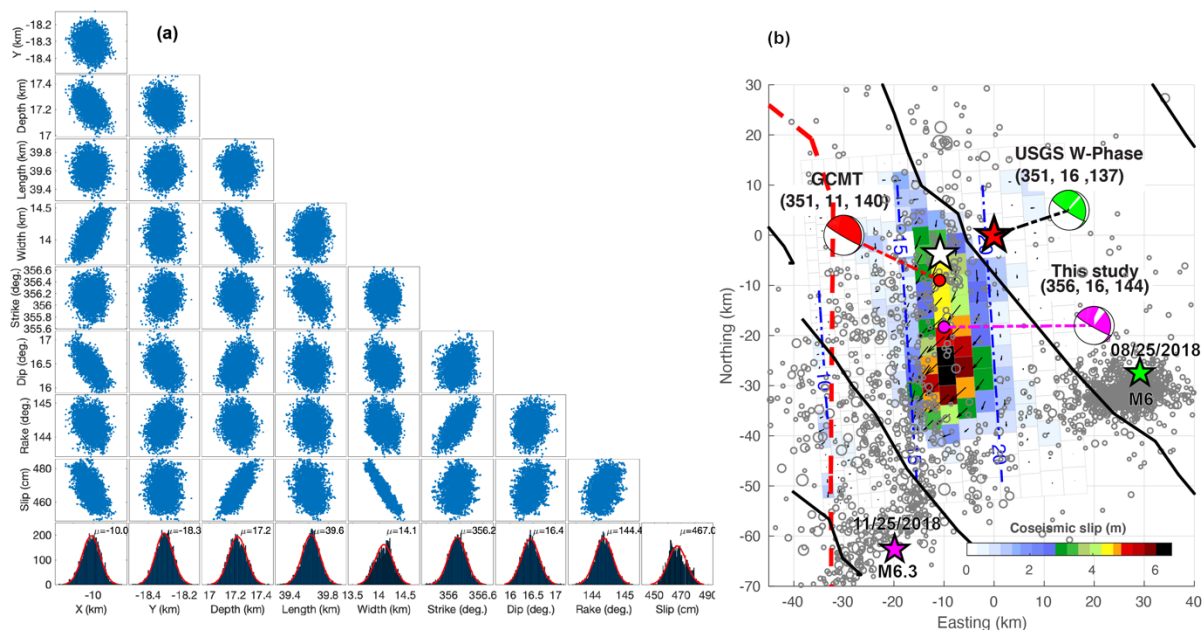 (a)
-18.2
-18.3
-18.4
Y (km)
17.4
17.2
17
Depth (km)
39.8
39.6
39.4
Length (km)
14.5
14
Width (km)
356.6
356.4
356.2
356
355.8
355.6
Strike (deg)
17
16.5
16
Dip (deg.)
145
144
Rake (deg.)
480
460
Slip (cm)
200
100
0
μ=-10.0
μ=-18.3
μ=17.2
μ=39.6
μ=14.1
μ=356.2
μ=16.4
μ=144.4
μ=467.0
-10
-18.4 -18.2
17 17.2 17.4
39.4 39.8
13.5 14 14.5
356 356.6
16 16.5 17
144 145
450 470 490
X (km)
Y (km)
Depth (km)
Length (km)
Width (km)
Strike (deg.)
Dip (deg.)
Rake (deg.)
Slip (cm)
(b)
30
20
10
0
-10
-20
-30
-40
-50
-60
-70
Northing (km)
GCMT
(351, 11, 140)
USGS W-Phase
(351, 16 ,137)
This study
(356, 16, 144)
08/25/2018
M6
11/25/2018
M6.3
15
20
10
15
20
Coseismic slip (m)
0 2 4 6
-40 -30 -20 -10 0 10 20 30 40
Easting (km)